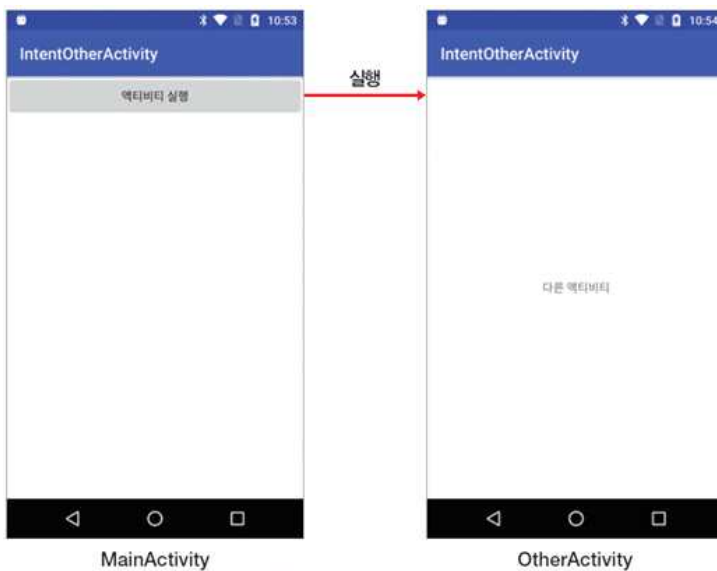 10:53
IntentOtherActivity
액티비티 실행
실행
10:54
IntentOtherActivity
다른 액티비티
MainActivity
OtherActivity